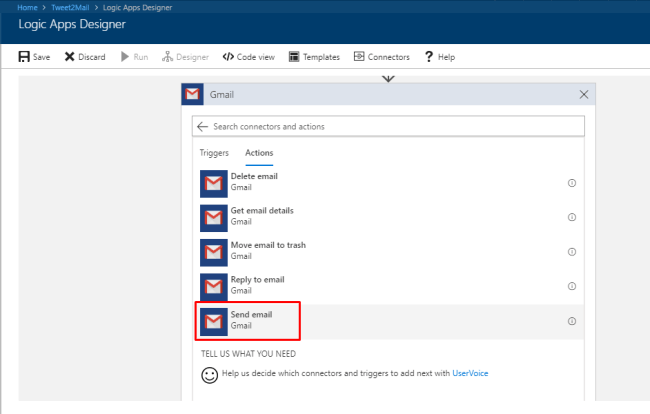 Home > Tweet2Mail > Logic Apps Designer
Logic Apps Designer
Save Discard Run Designer Code view Templates Connectors Help
Gmail
Search connectors and actions
Triggers Actions
Delete email
Gmail
Get email details
Gmail
Move email to trash
Gmail
Reply to email
Gmail
Send email
Gmail
TELL US WHAT YOU NEED
Help us decide which connectors and triggers to add next with UserVoice